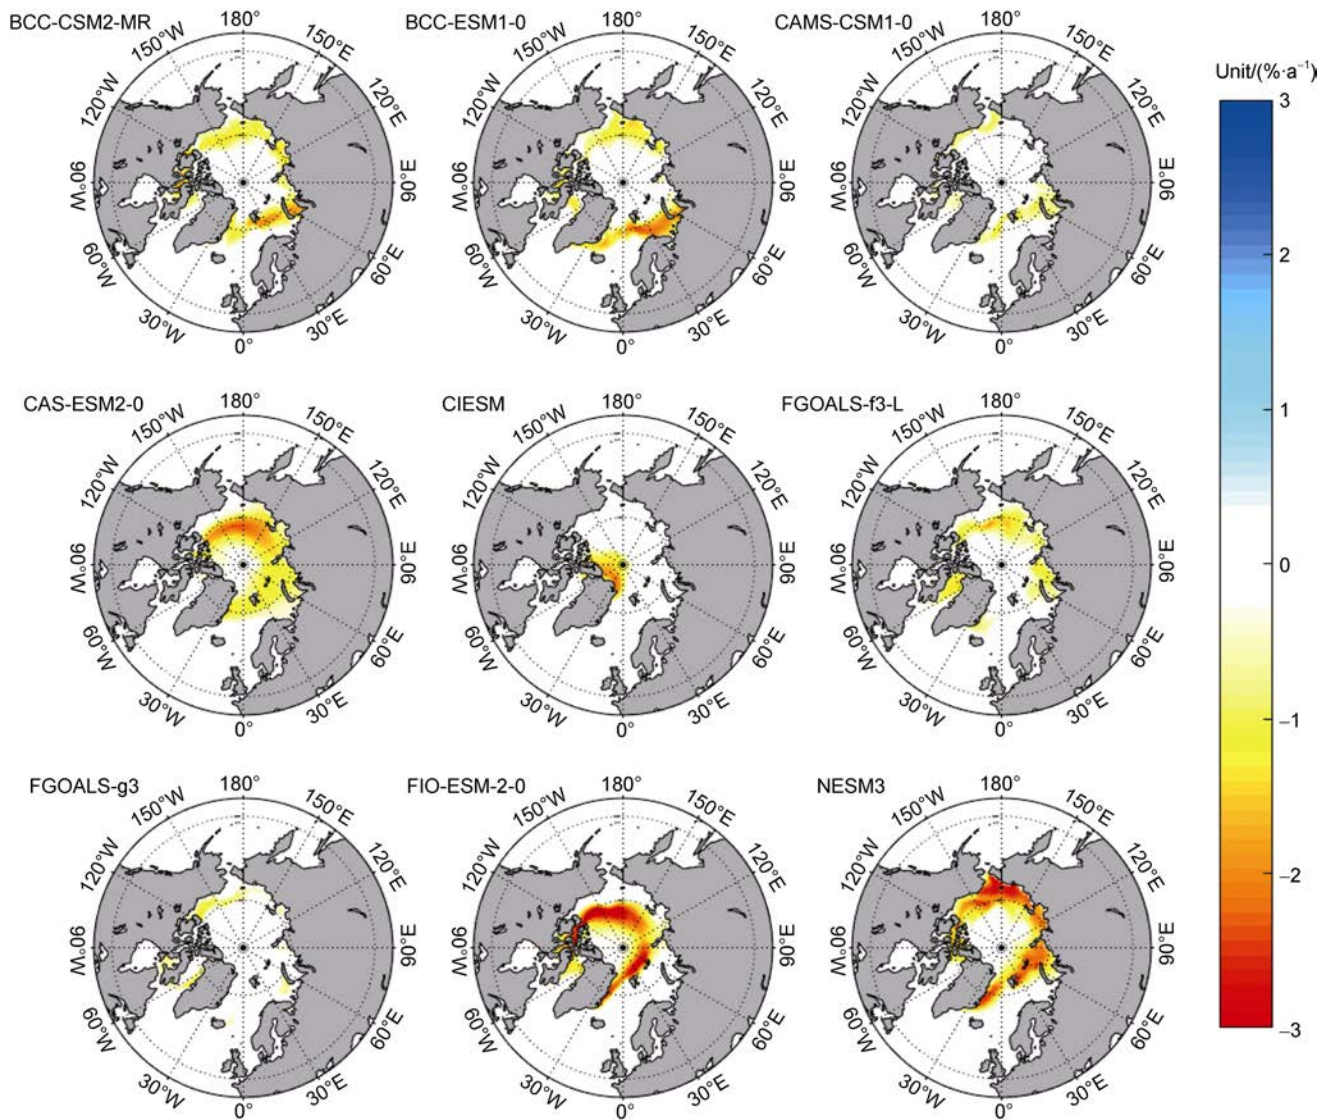 BCC-CSM2-MR
180°
150°W
150°E
120°W
120°E
90°W
90°E
60°W
60°E
30°W
30°E
0°
BCC-ESM1-0
180°
150°W
150°E
120°W
120°E
90°W
90°E
60°W
60°E
30°W
30°E
0°
CAMS-CSM1-0
180°
150°W
150°E
120°W
120°E
90°W
90°E
60°W
60°E
30°W
30°E
0°
Unit/(%·a⁻¹)
3
2
1
0
−1
−2
−3
CAS-ESM2-0
180°
150°W
150°E
120°W
120°E
90°W
90°E
60°W
60°E
30°W
30°E
0°
CIESM
180°
150°W
150°E
120°W
120°E
90°W
90°E
60°W
60°E
30°W
30°E
0°
FGOALS-f3-L
180°
150°W
150°E
120°W
120°E
90°W
90°E
60°W
60°E
30°W
30°E
0°
FGOALS-g3
180°
150°W
150°E
120°W
120°E
90°W
90°E
60°W
60°E
30°W
30°E
0°
FIO-ESM-2-0
180°
150°W
150°E
120°W
120°E
90°W
90°E
60°W
60°E
30°W
30°E
0°
NESM3
180°
150°W
150°E
120°W
120°E
90°W
90°E
60°W
60°E
30°W
30°E
0°